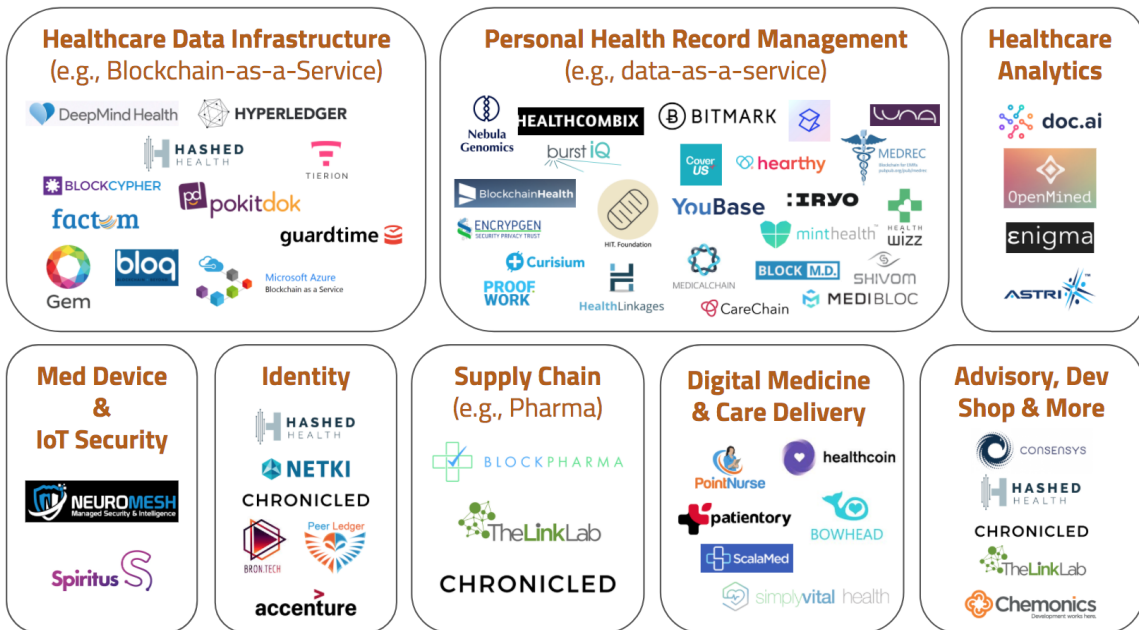 Healthcare Data Infrastructure
(e.g., Blockchain-as-a-Service)
DeepMind Health
HYPERLEDGER
HASHED
HEALTH
TIERION
BLOCKCYPHER
pokitdok
pd
factom
guardtime
Gem
bloq
Microsoft Azure
Blockchain as a Service
Personal Health Record Management
(e.g., data-as-a-service)
Nebula
Genomics
HEALTHCOMBIX
BITMARK
luna
burstIQ
Cover
US
hearthy
MEDREC
BlockchainHealth
HIT. Foundation
YouBase
IRYO
HEALTH
WIZZ
ENCRYPGEN
SECURITY PRIVACY TRUST
minthealth™
Curisium
MEDICALCHAIN
BLOCK M.D.
SHIVOM
PROOF.
WORK
HealthLinkages
CareChain
MEDIBLOC
Healthcare
Analytics
doc.ai
OpenMined
enigma
ASTRI™
Med Device
&
IoT Security
NEUROMESH
Managed Security & Intelligence
Spiritus
Identity
HASHED
HEALTH
NETKI
CHRONICLED
BRON.TECH
Peer Ledger
accenture
Supply Chain
(e.g., Pharma)
BLOCKPHARMA
TheLinkLab
CHRONICLED
Digital Medicine
& Care Delivery
PointNurse
healthcoin
patientory
BOWHEAD
ScalaMed
simplyvital health
Advisory, Dev
Shop & More
CONSENSYS
HASHED
HEALTH
CHRONICLED
TheLinkLab
Chemonics
Development works here.